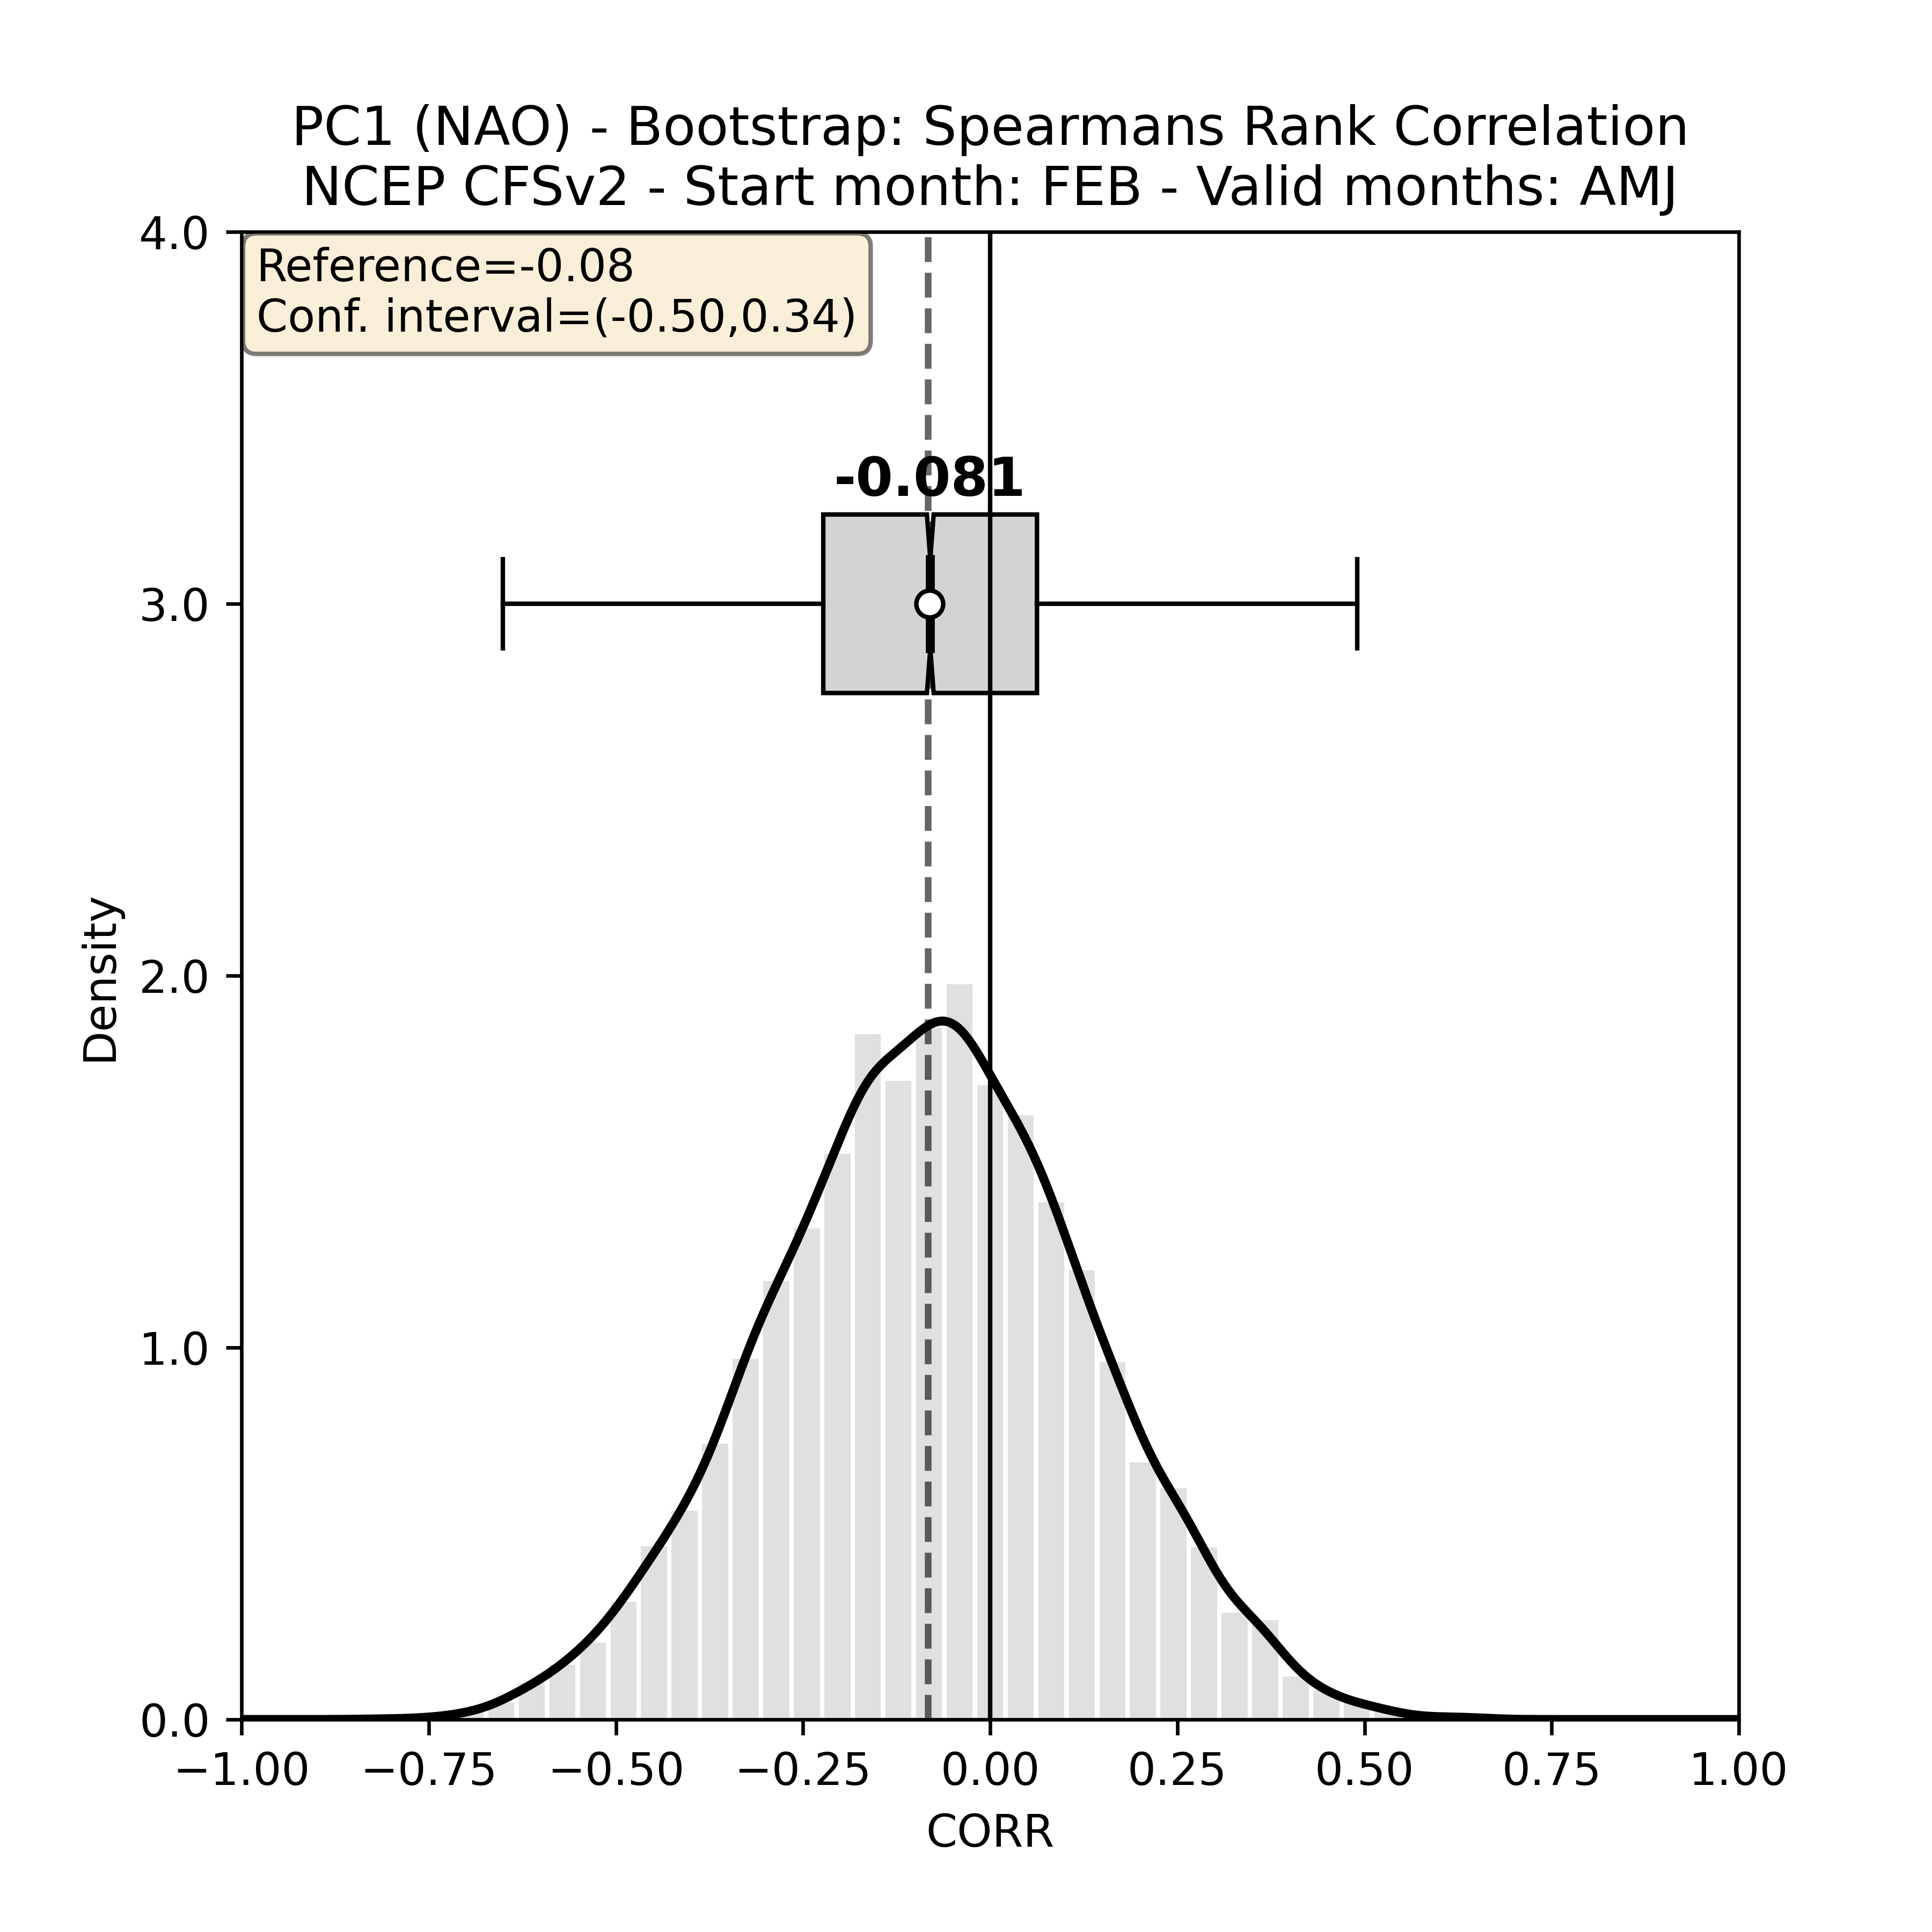 PC1 (NAO) - Bootstrap: Spearmans Rank Correlation
NCEP CFSv2 - Start month: FEB - Valid months: AMJ
4.0
Reference=-0.08
Conf. interval=(-0.50,0.34)
-0.081
3.0
Density
2.0
1.0
0.0
−1.00 −0.75 −0.50 −0.25 0.00 0.25 0.50 0.75 1.00
CORR